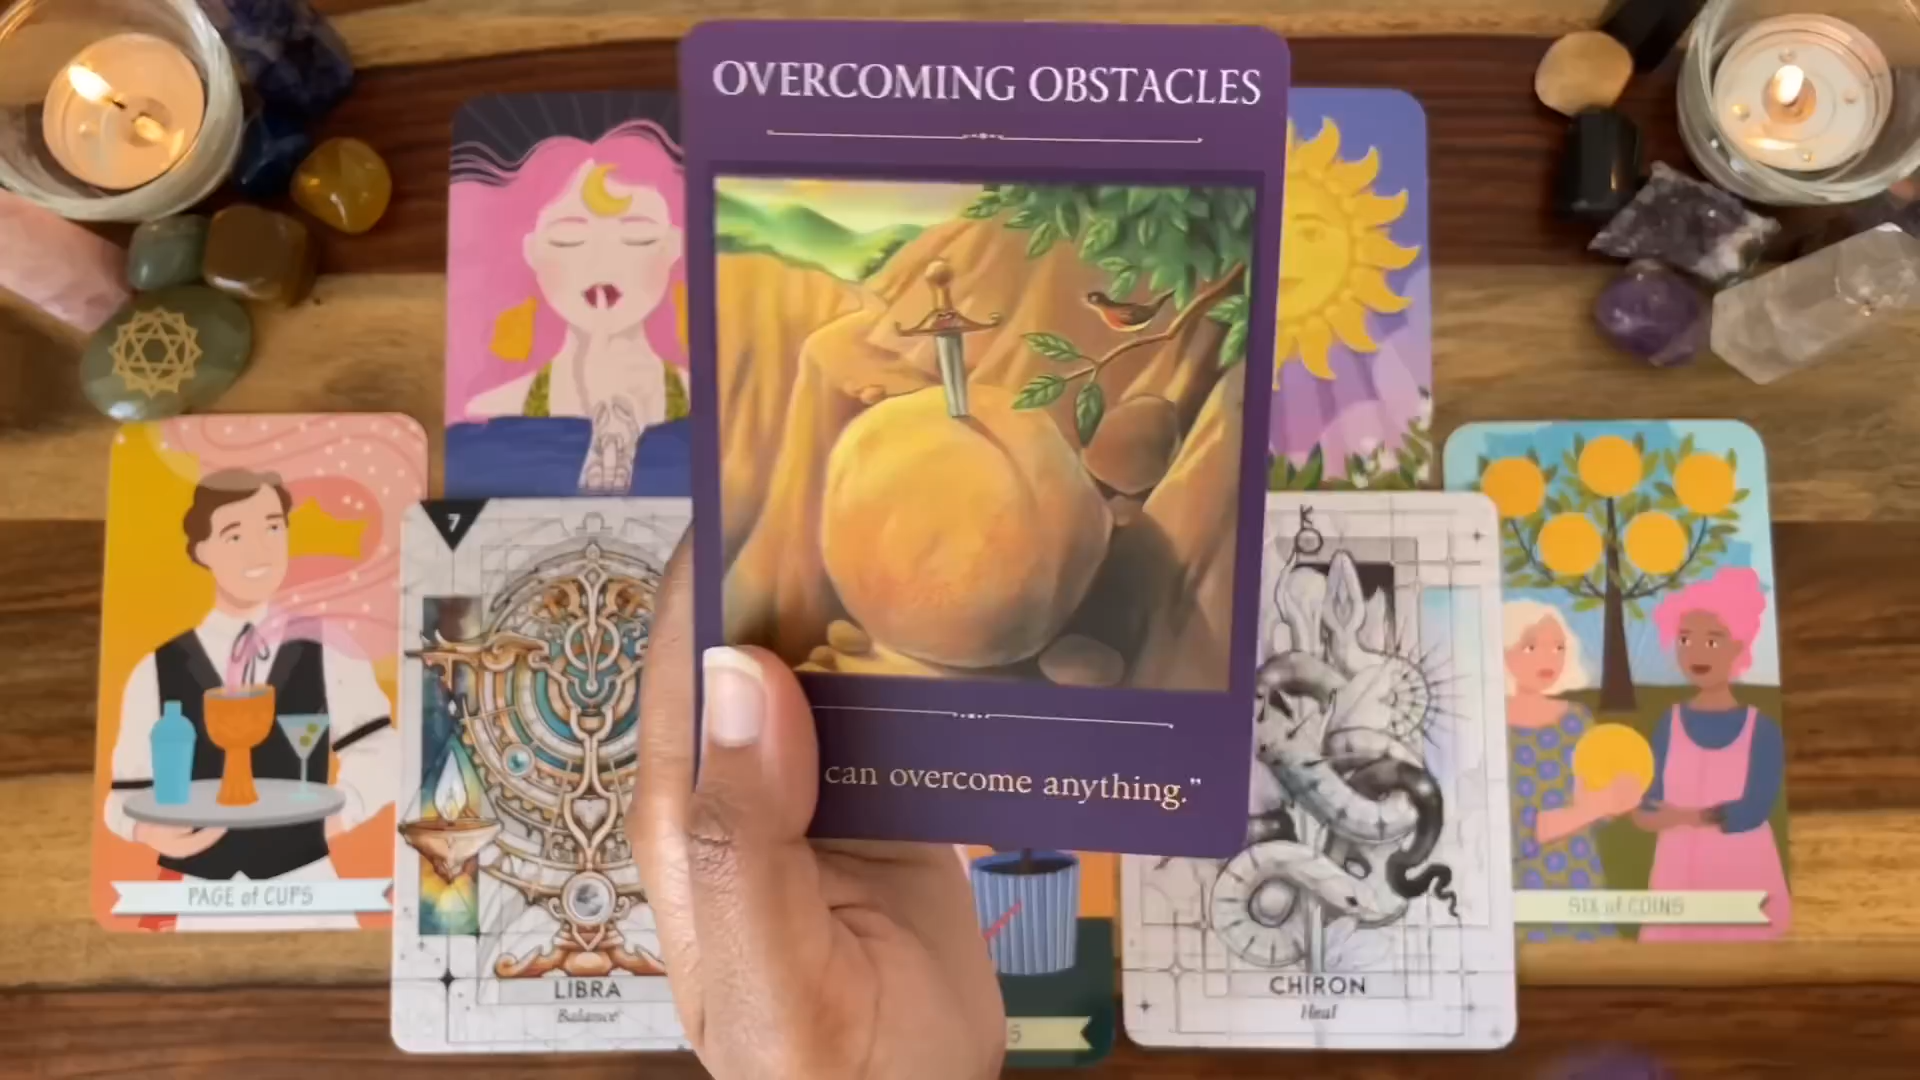 OVERCOMING OBSTACLES
can overcome anything."
7
K
PAGE of CUPS
LIBRA
Balance
CHIRON
Heal
SIX of COINS
S